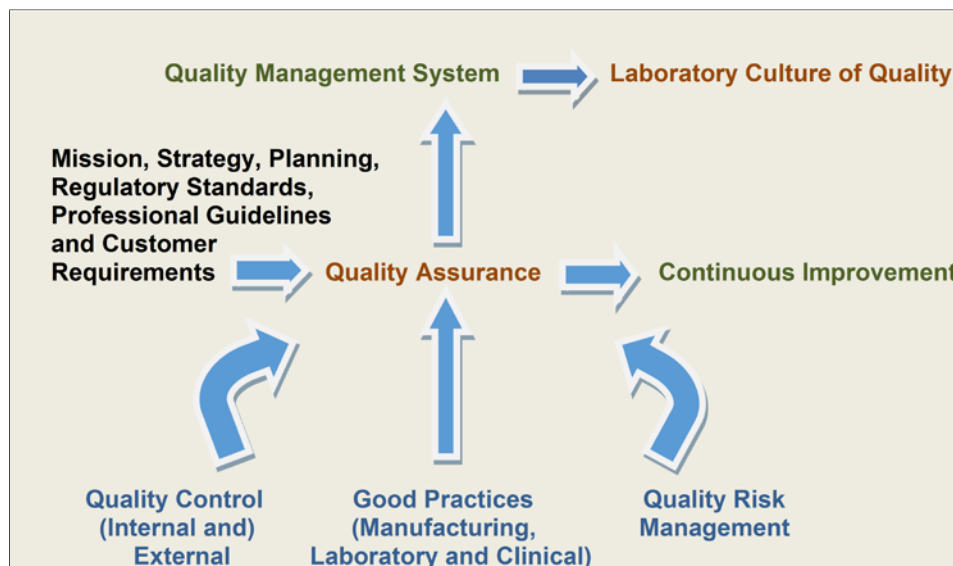 Quality Management System
Laboratory Culture of Quality
Mission, Strategy, Planning,
Regulatory Standards,
Professional Guidelines
and Customer
Requirements
Quality Assurance
Continuous Improvement
Quality Control
(Internal and)
External
Good Practices
(Manufacturing,
Laboratory and Clinical)
Quality Risk
Management